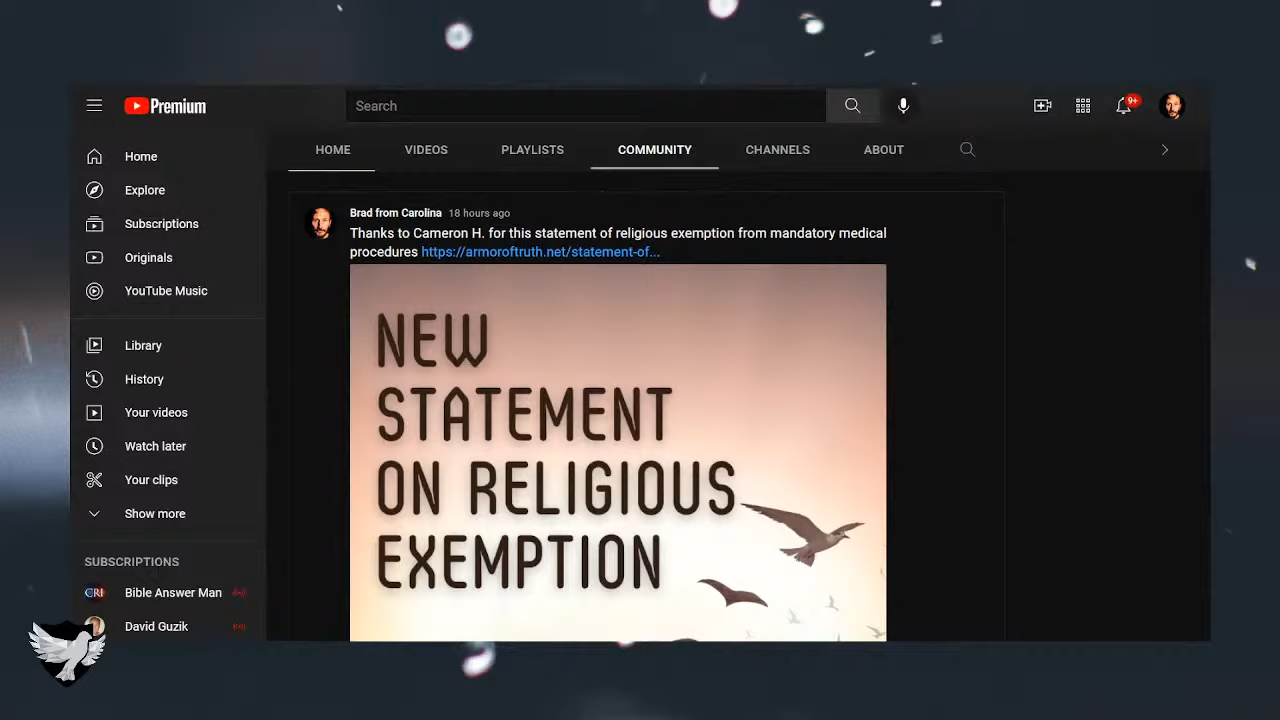 Premium
Search
9+
HOME VIDEOS PLAYLISTS COMMUNITY CHANNELS ABOUT
Home
Explore
Subscriptions
Originals
YouTube Music
Library
History
Your videos
Watch later
Your clips
Show more
SUBSCRIPTIONS
CRI Bible Answer Man
David Guzik
Brad from Carolina 18 hours ago
Thanks to Cameron H. for this statement of religious exemption from mandatory medical
procedures https://armoroftruth.net/statement-of...
NEW
STATEMENT
ON RELIGIOUS
EXEMPTION